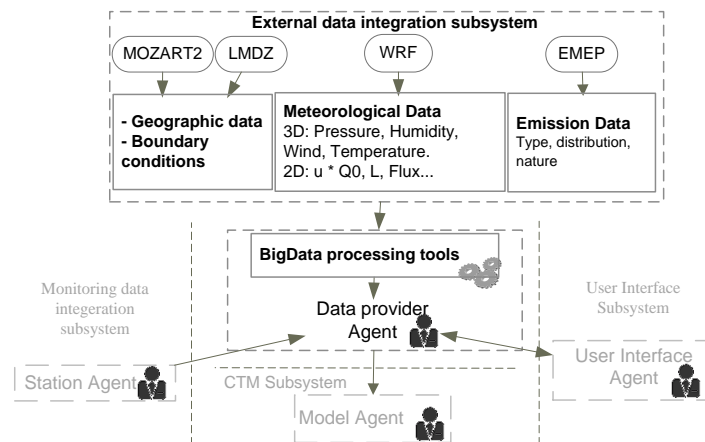 External data integration subsystem
MOZART2
LMDZ
WRF
EMEP
- Geographic data
- Boundary
conditions
Meteorological Data
3D: Pressure, Humidity,
Wind, Temperature.
2D: u * Q0, L, Flux...
Emission Data
Type, distribution,
nature
BigData processing tools
Data provider
Agent
Monitoring data
integeration
subsystem
User Interface
Subsystem
Station Agent
CTM Subsystem
Model Agent
User Interface
Agent